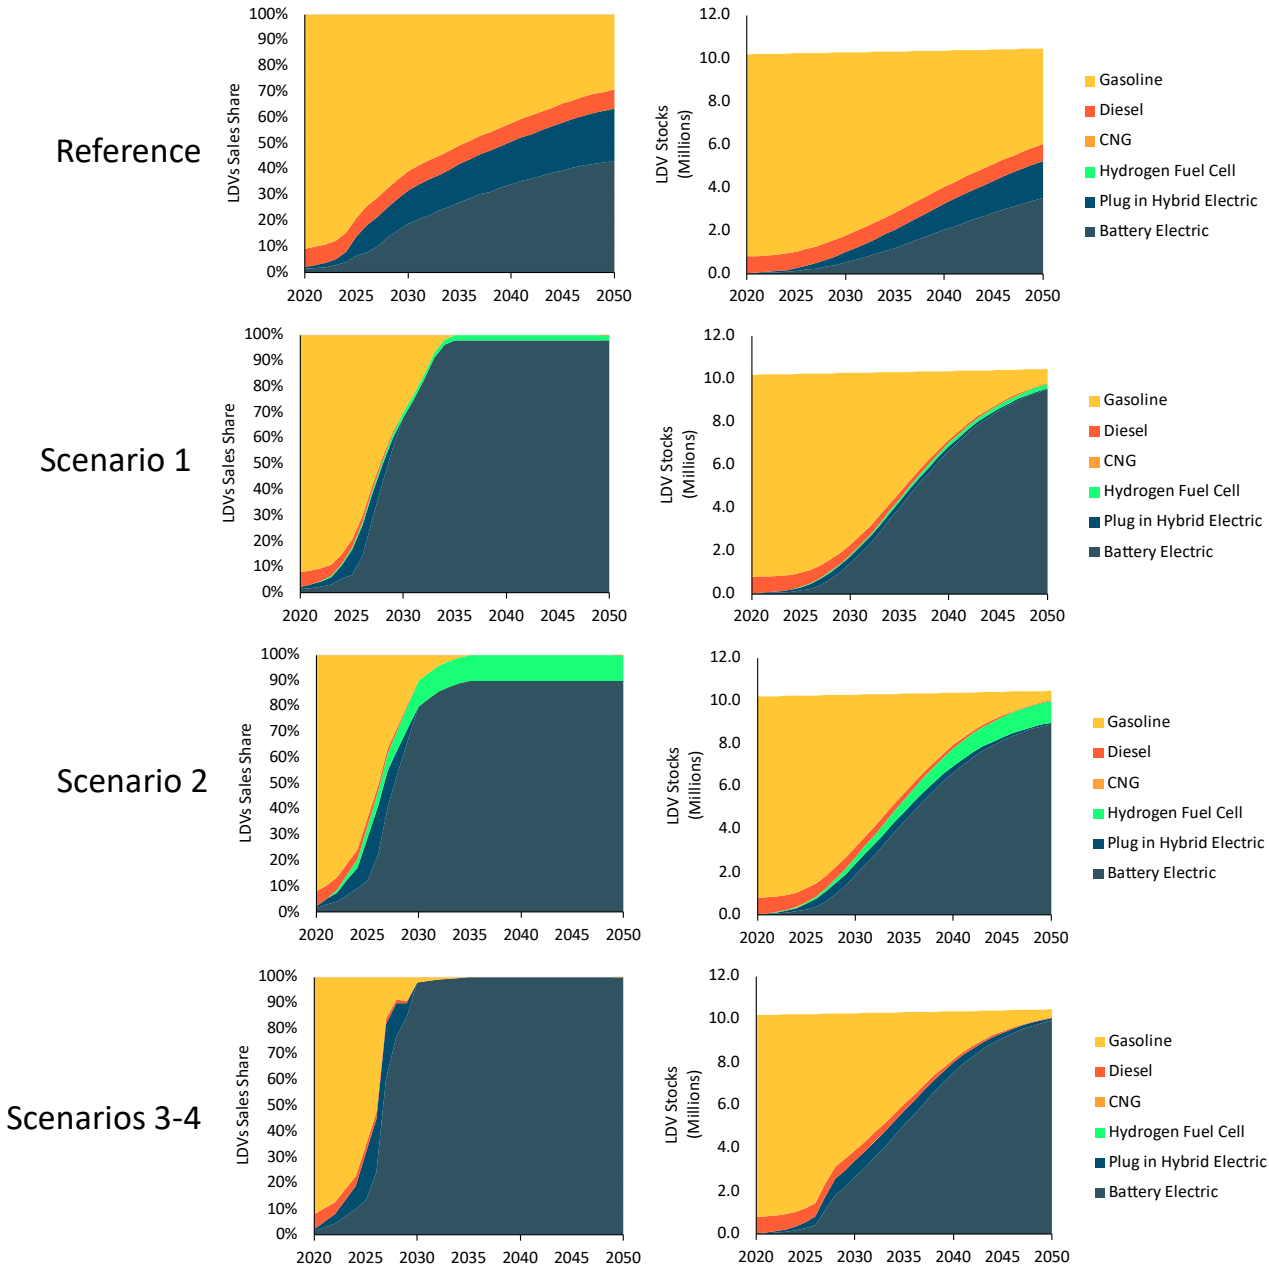 Reference
LDVs Sales Share
100%
90%
80%
70%
60%
50%
40%
30%
20%
10%
0%
2020 2025 2030 2035 2040 2045 2050
LDV Stocks
(Millions)
12.0
10.0
8.0
6.0
4.0
2.0
0.0
2020 2025 2030 2035 2040 2045 2050
Gasoline
Diesel
CNG
Hydrogen Fuel Cell
Plug in Hybrid Electric
Battery Electric
Scenario 1
LDVs Sales Share
100%
90%
80%
70%
60%
50%
40%
30%
20%
10%
0%
2020 2025 2030 2035 2040 2045 2050
LDV Stocks
(Millions)
12.0
10.0
8.0
6.0
4.0
2.0
0.0
2020 2025 2030 2035 2040 2045 2050
Gasoline
Diesel
CNG
Hydrogen Fuel Cell
Plug in Hybrid Electric
Battery Electric
Scenario 2
LDVs Sales Share
100%
90%
80%
70%
60%
50%
40%
30%
20%
10%
0%
2020 2025 2030 2035 2040 2045 2050
LDV Stocks
(Millions)
12.0
10.0
8.0
6.0
4.0
2.0
0.0
2020 2025 2030 2035 2040 2045 2050
Gasoline
Diesel
CNG
Hydrogen Fuel Cell
Plug in Hybrid Electric
Battery Electric
Scenarios 3-4
LDVs Sales Share
100%
90%
80%
70%
60%
50%
40%
30%
20%
10%
0%
2020 2025 2030 2035 2040 2045 2050
LDV Stocks
(Millions)
12.0
10.0
8.0
6.0
4.0
2.0
0.0
2020 2025 2030 2035 2040 2045 2050
Gasoline
Diesel
CNG
Hydrogen Fuel Cell
Plug in Hybrid Electric
Battery Electric